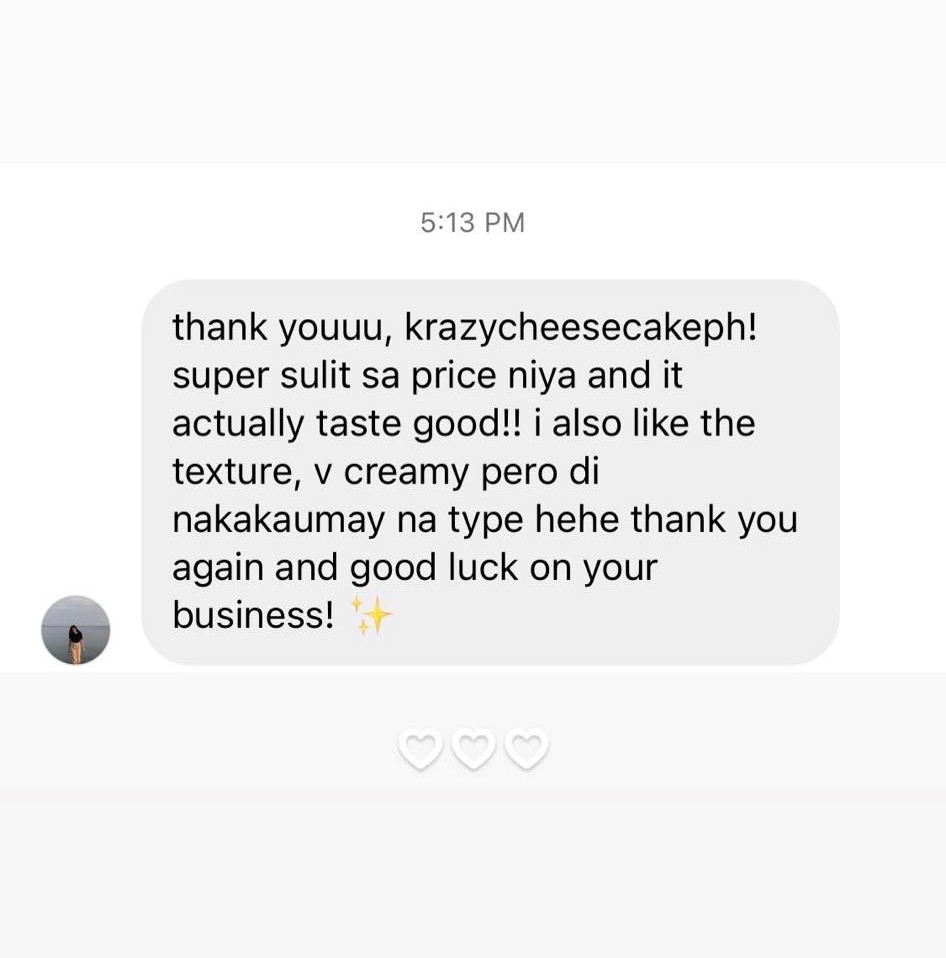 5:13 PM
thank youuu, krazycheesecakeph!
super sulit sa price niya and it
actually taste good!! i also like the
texture, v creamy pero di
nakakaumay na type hehe thank you
again and good luck on your
business! ✨